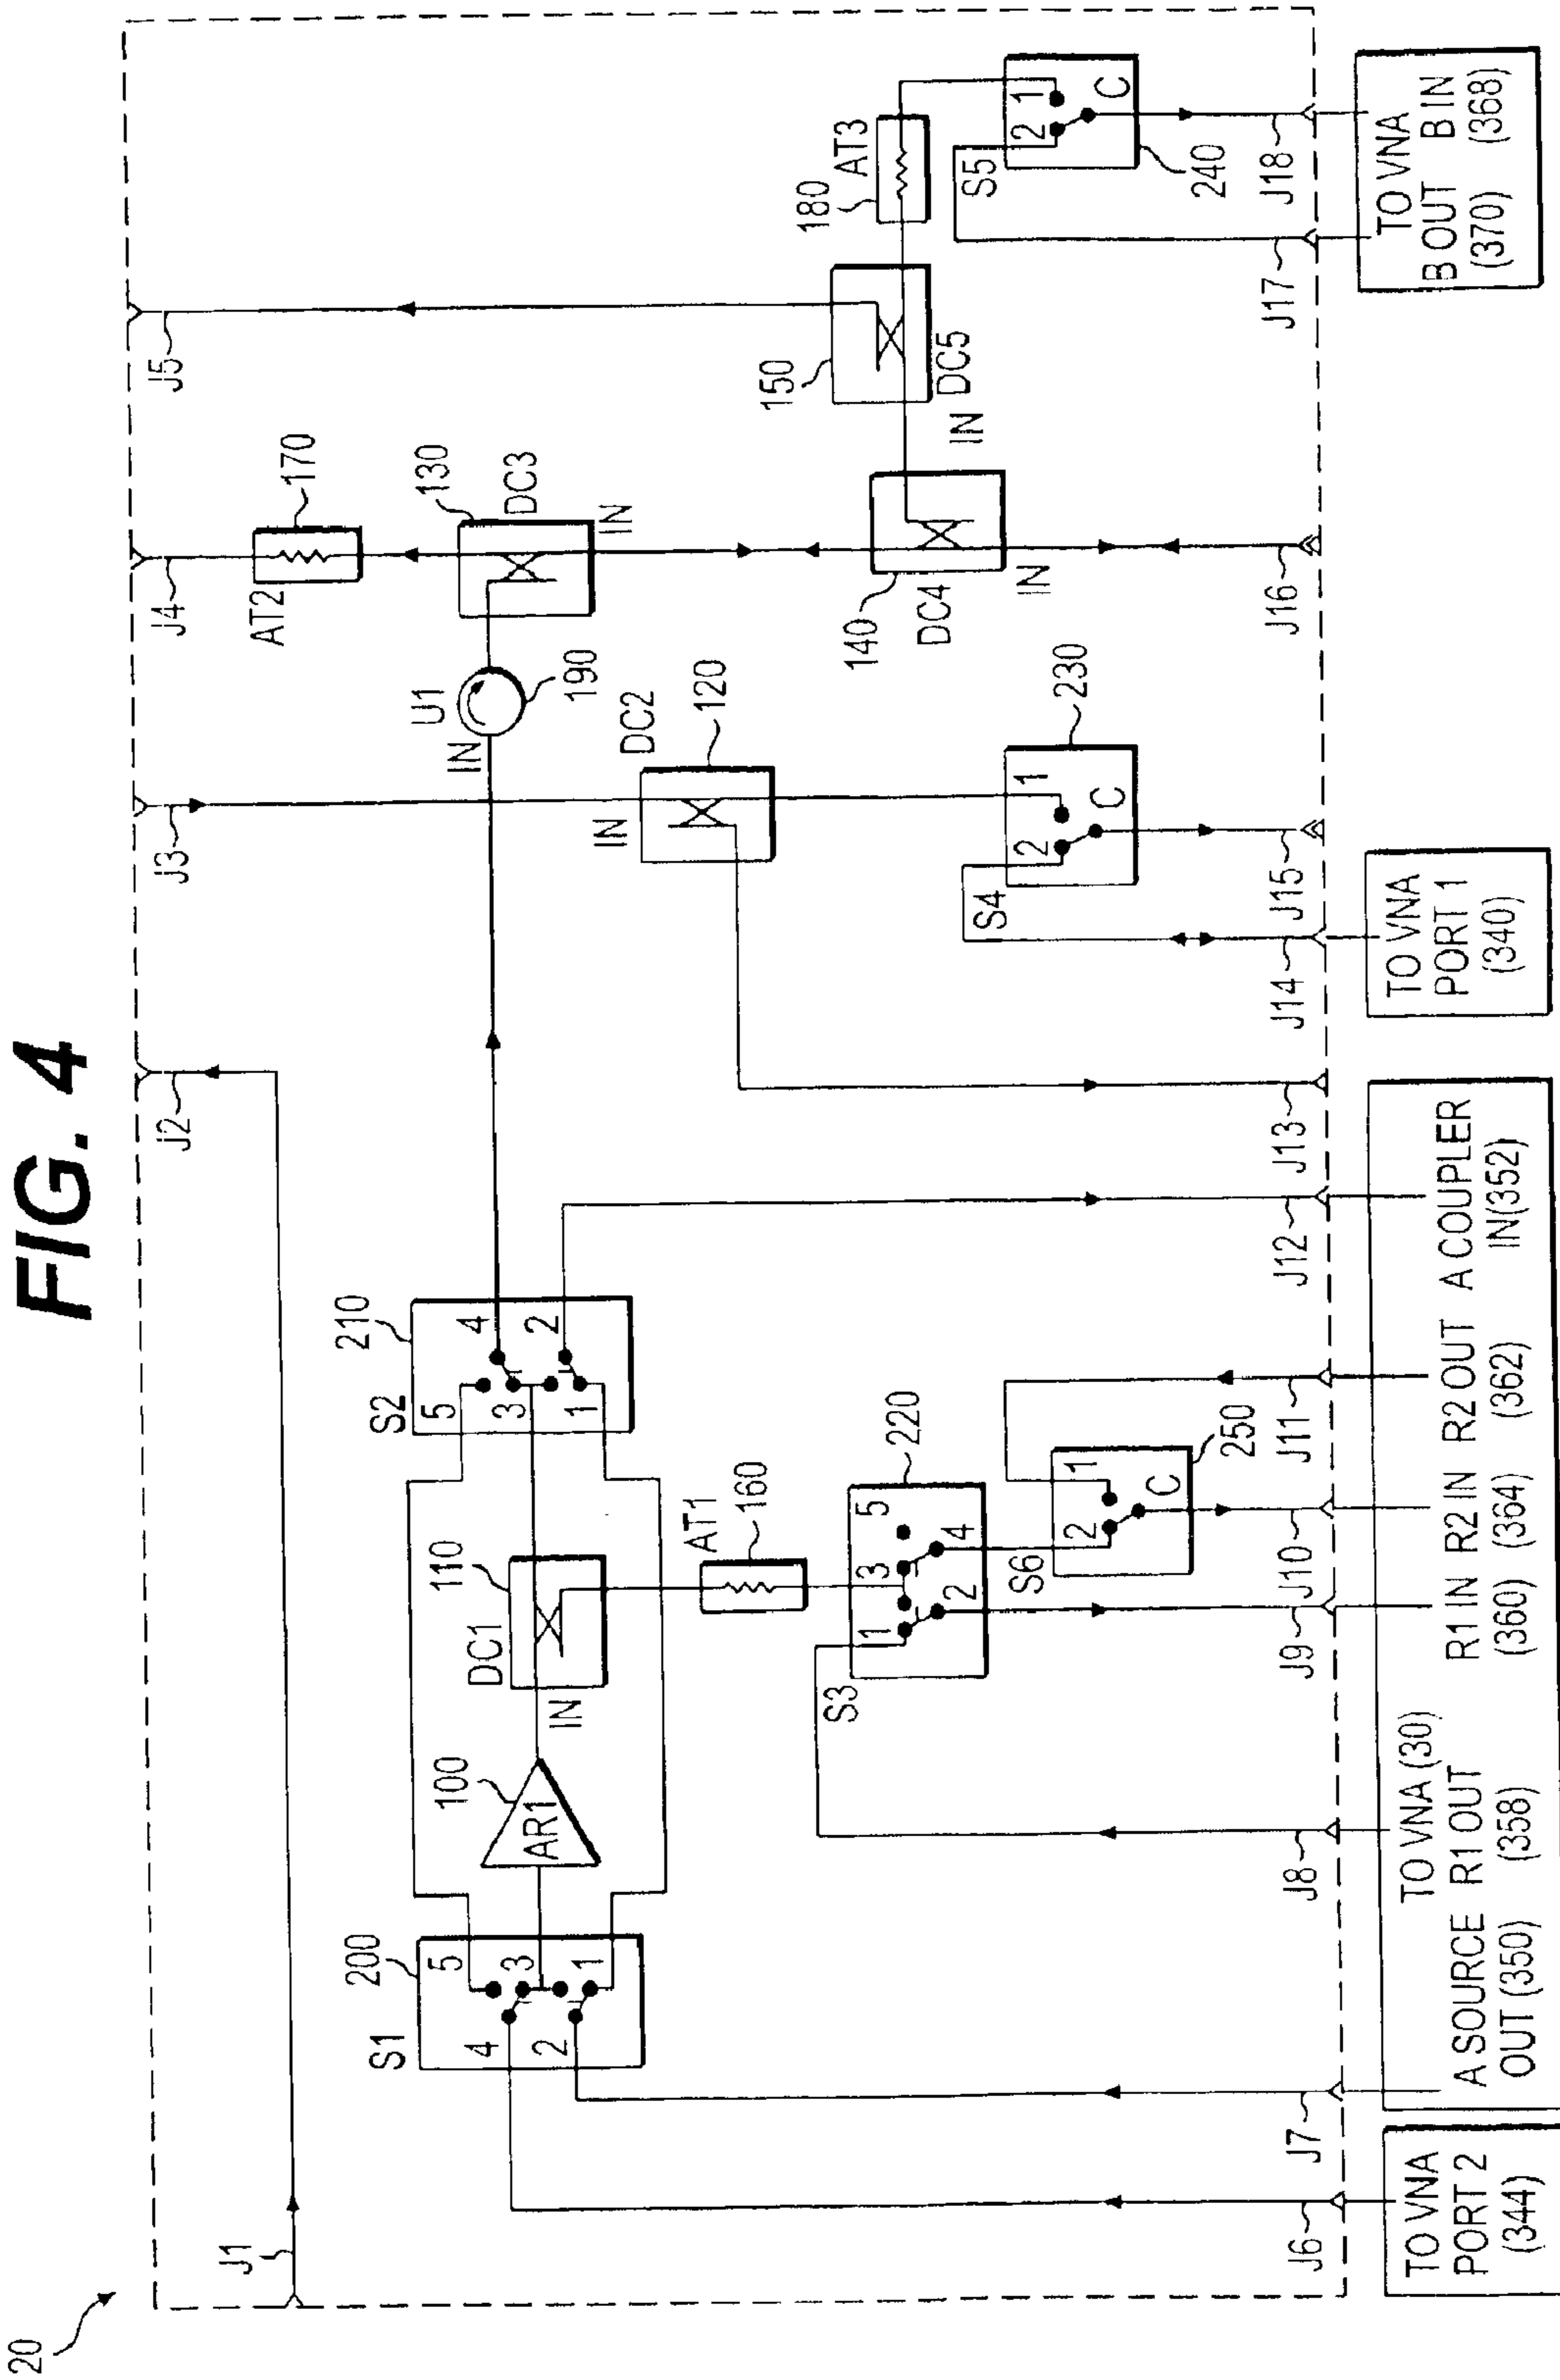 FIG. 4
20
J1
J2
J3
J4
J5
AT2
170
130
DC3
IN
U1
IN
190
S1
200
5
4
3
2
1
100
AR1
DC1
110
IN
S2
210
5
4
3
2
1
AT1
160
DC2
120
IN
150
DC5
IN
140
DC4
IN
180
AT3
S3
220
1
2
3
4
5
S6
250
2
1
C
S4
230
2
1
C
S5
240
2
1
C
J6
J7
J8
J9
J10
J11
J12
J13
J14
J15
J16
J17
J18
TO VNA
PORT 2
(344)
TO VNA (30)
A SOURCE R1 OUT R1 IN R2 IN R2 OUT A COUPLER
OUT (350) (358) (360) (364) (362) IN(352)
TO VNA
PORT 1
(340)
TO VNA
B OUT B IN
(370) (368)